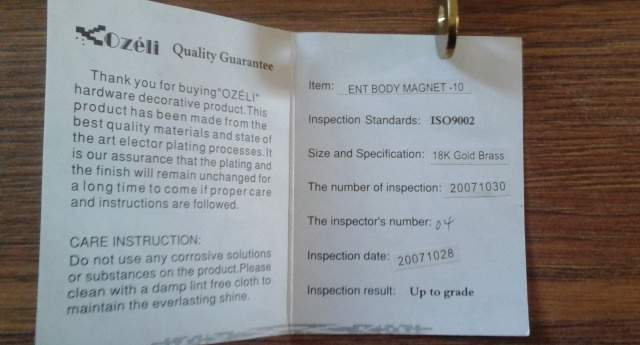 Ozéli Quality Guarantee
Thank you for buying"OZÉLI"
hardware decorative product.This
product has been made from the
best quality materials and state of
the art elector plating processes.It
is our assurance that the plating and
the finish will remain unchanged for
a long time to come if proper care
and instructions are followed.
CARE INSTRUCTION:
Do not use any corrosive solutions
or substances on the product.Please
clean with a damp lint free cloth to
maintain the everlasting shine.
Item: ENT BODY MAGNET -10
Inspection Standards: ISO9002
Size and Specification: 18K Gold Brass
The number of inspection: 20071030
The inspector's number: 04
Inspection date: 20071028
Inspection result: Up to grade